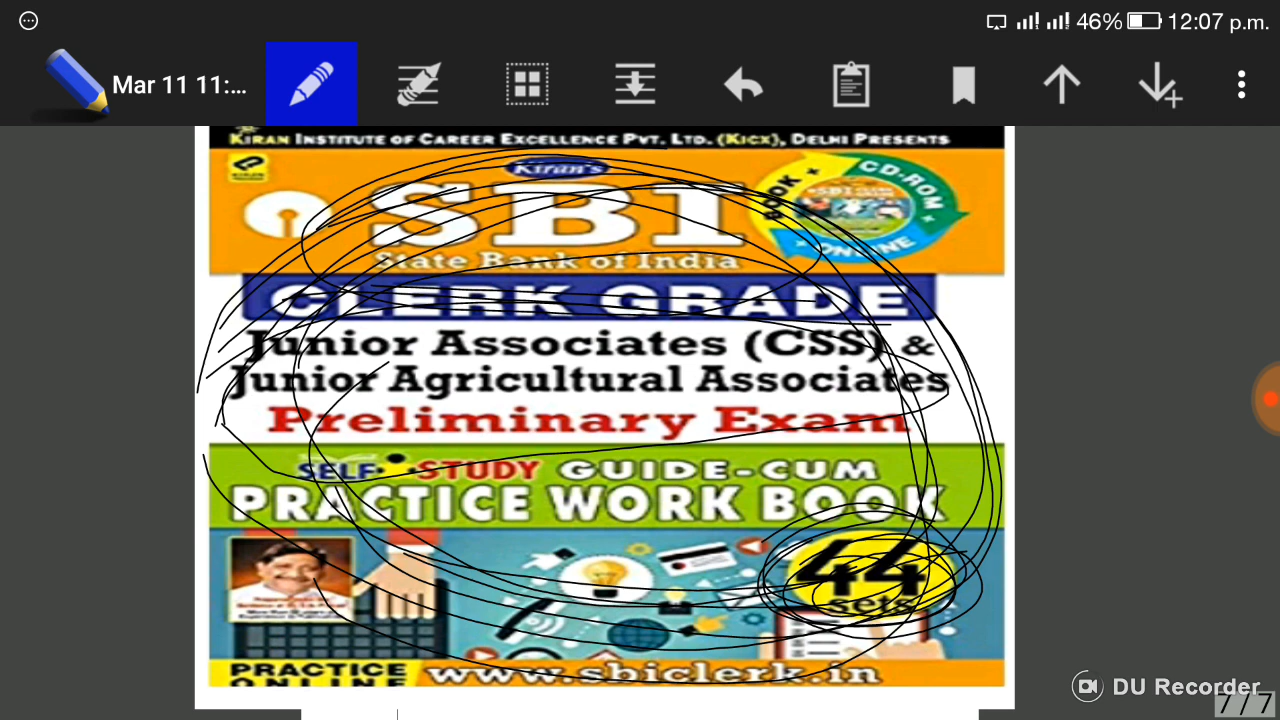 46% 12:07 p.m.
Mar 11 11:...
KIRAN INSTITUTE OF CAREER EXCELLENCE PVT. LTD. (KICX), DELHI PRESENTS
Kiran's
SBI
State Bank of India
BOOK + CD-ROM + ONLINE
CLERK GRADE
Junior Associates (CSS) &
Junior Agricultural Associates
Preliminary Exam
SELF STUDY GUIDE-CUM
PRACTICE WORK BOOK
44
sets
PRACTICE
ONLINE
www.sbiclerk.in
DU Recorder
7 / 7